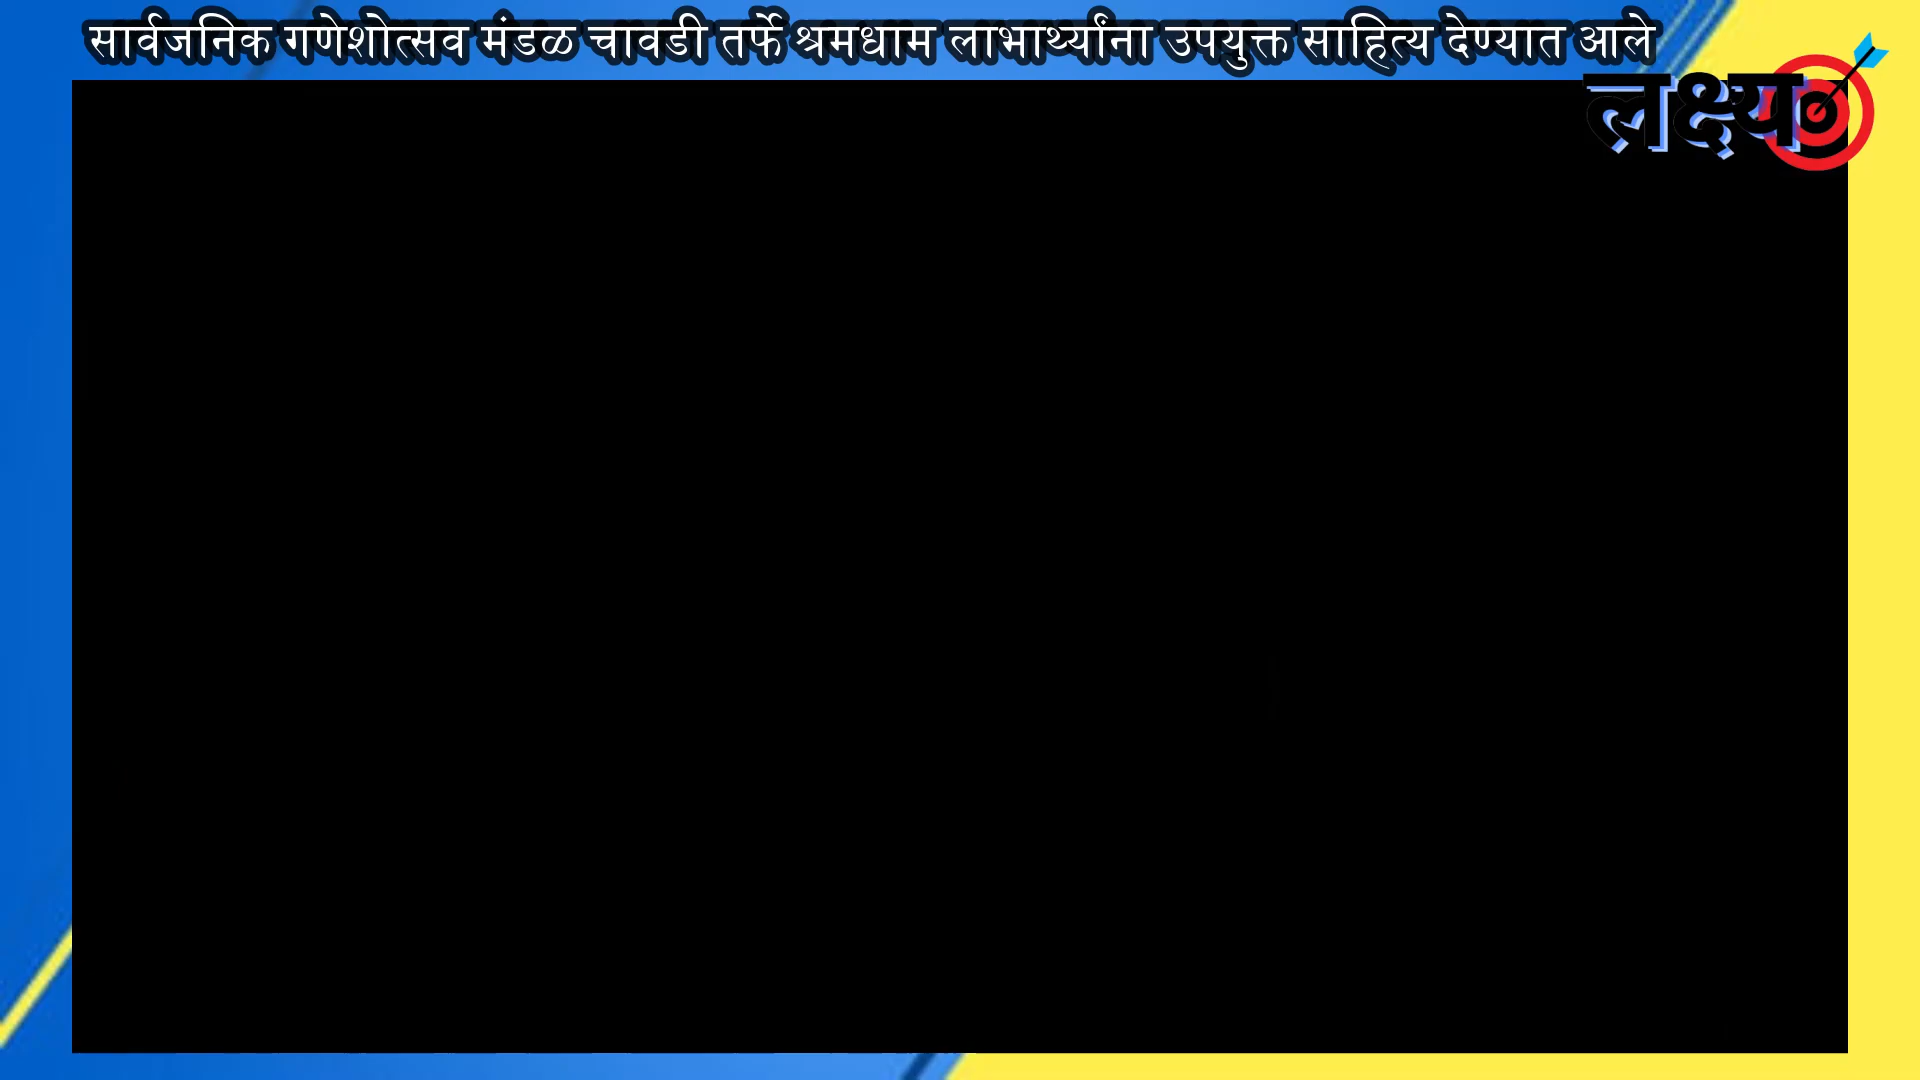 सार्वजनिक गणेशोत्सव मंडळ चावडी तर्फे श्रमधाम लाभार्थ्यांना उपयुक्त साहित्य देण्यात आले
लक्ष्य